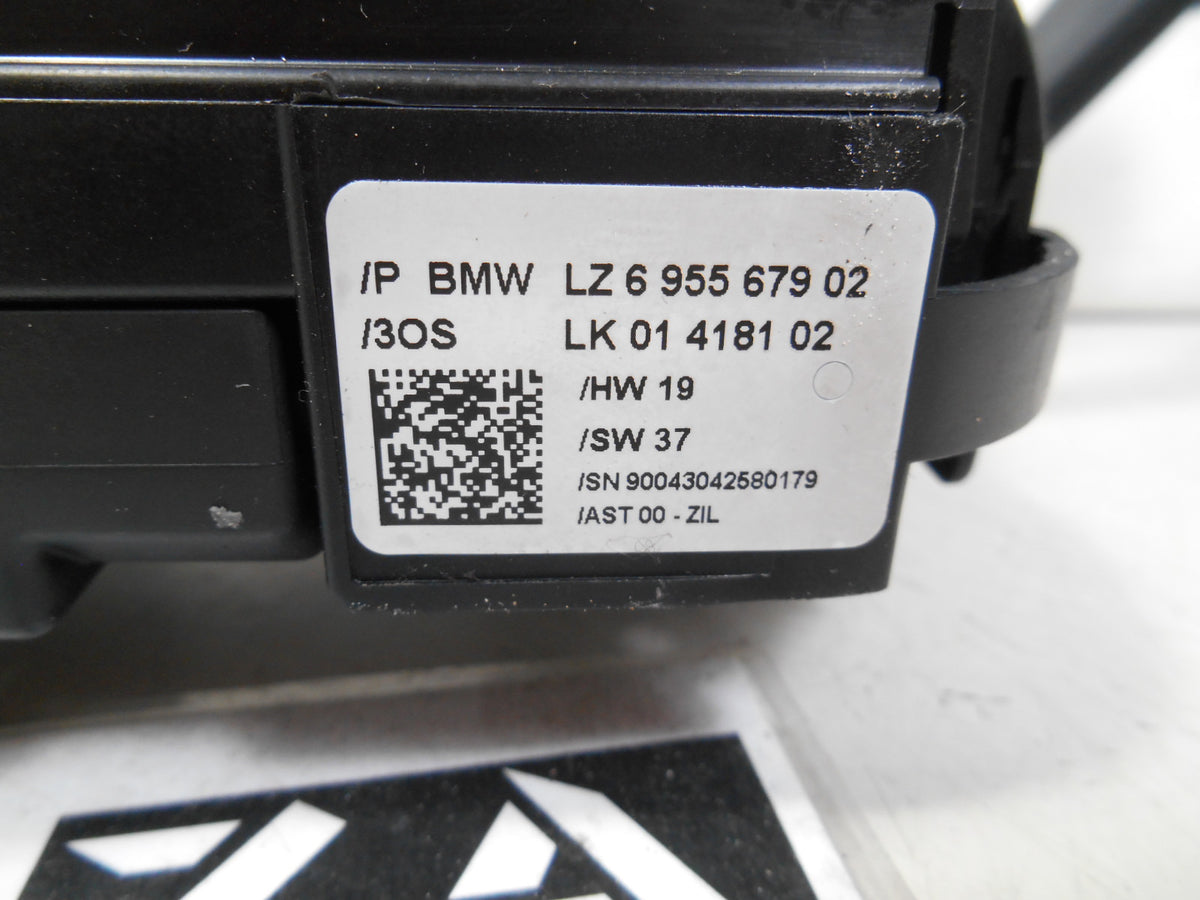 /P BMW LZ 6 955 679 02
/3OS LK 01 4181 02
/HW 19
/SW 37
/SN 90043042580179
/AST 00 - ZIL